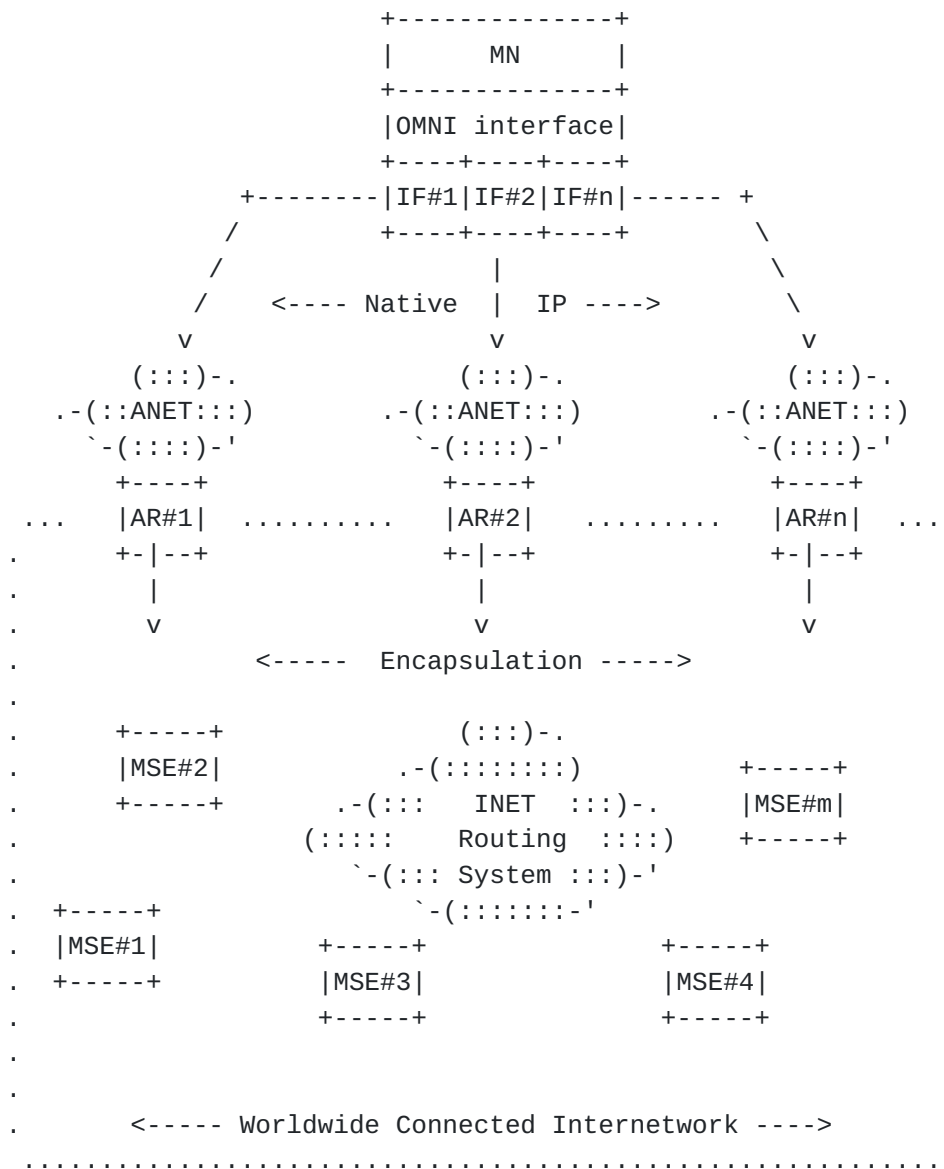 +--------------+
                        |      MN      |
                        +--------------+
                        |OMNI interface|
                        +----+----+----+
               +--------|IF#1|IF#2|IF#n|------ +
              /         +----+----+----+        \
             /                 |                 \
            /    <---- Native  |  IP ---->        \
           v                   v                   v
        (:::)-.              (:::)-.              (:::)-.
   .-(::ANET:::)        .-(::ANET:::)        .-(::ANET:::)
     `-(::::)-'           `-(::::)-'           `-(::::)-'
       +----+               +----+               +----+
 ...   |AR#1|  ..........   |AR#2|   .........   |AR#n|  ...
.      +-|--+               +-|--+               +-|--+
.        |                    |                    |
.        v                    v                    v
.               <-----  Encapsulation ----->
.
.      +-----+               (:::)-.
.      |MSE#2|           .-(::::::::)          +-----+
.      +-----+       .-(:::   INET  :::)-.     |MSE#m|
.                  (:::::    Routing  ::::)    +-----+
.                     `-(::: System :::)-'
.  +-----+                `-(:::::::-'
.  |MSE#1|          +-----+               +-----+
.  +-----+          |MSE#3|               |MSE#4|
.                   +-----+               +-----+
.
.
.       <----- Worldwide Connected Internetwork ---->
 ...........................................................